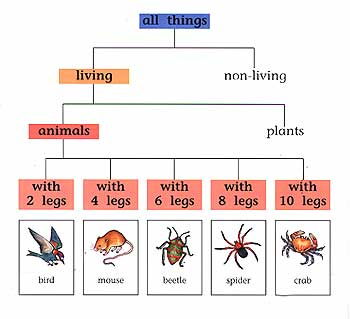 all things
living
non-living
animals
plants
with
2 legs
with
4 legs
with
6 legs
with
8 legs
with
10 legs
bird
mouse
beetle
spider
crab